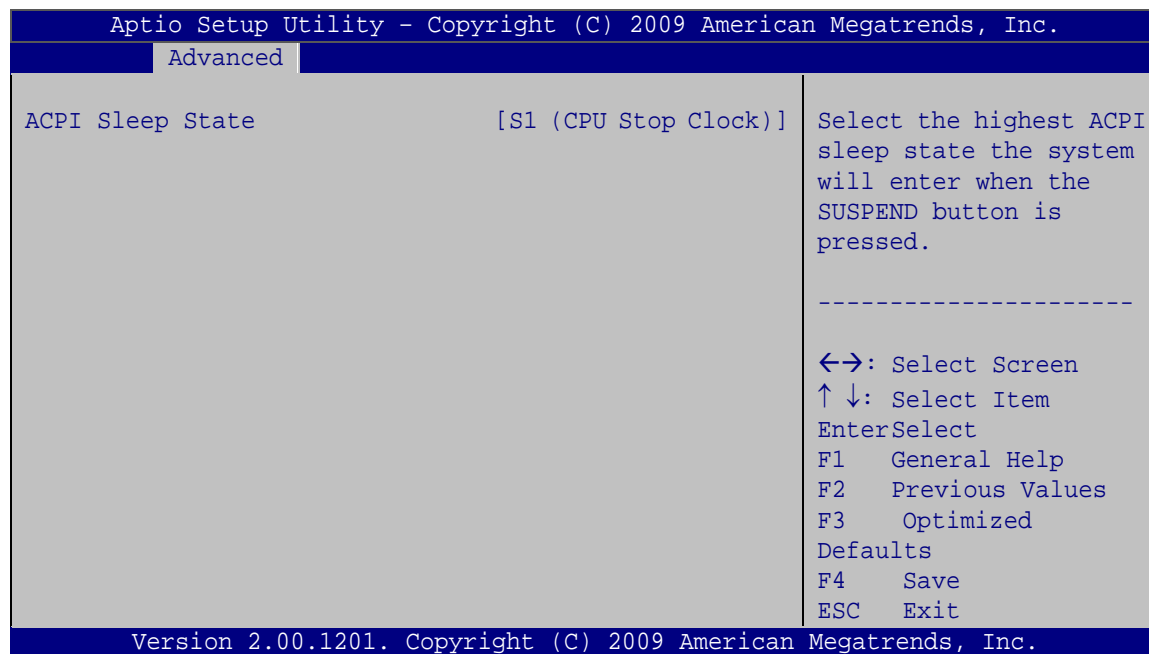 Aptio Setup Utility – Copyright (C) 2009 American Megatrends, Inc.
Advanced
ACPI Sleep State [S1 (CPU Stop Clock)]
Select the highest ACPI
sleep state the system
will enter when the
SUSPEND button is
pressed.
----------------------
←→: Select Screen
↑ ↓: Select Item
EnterSelect
F1 General Help
F2 Previous Values
F3 Optimized
Defaults
F4 Save
ESC Exit
Version 2.00.1201. Copyright (C) 2009 American Megatrends, Inc.